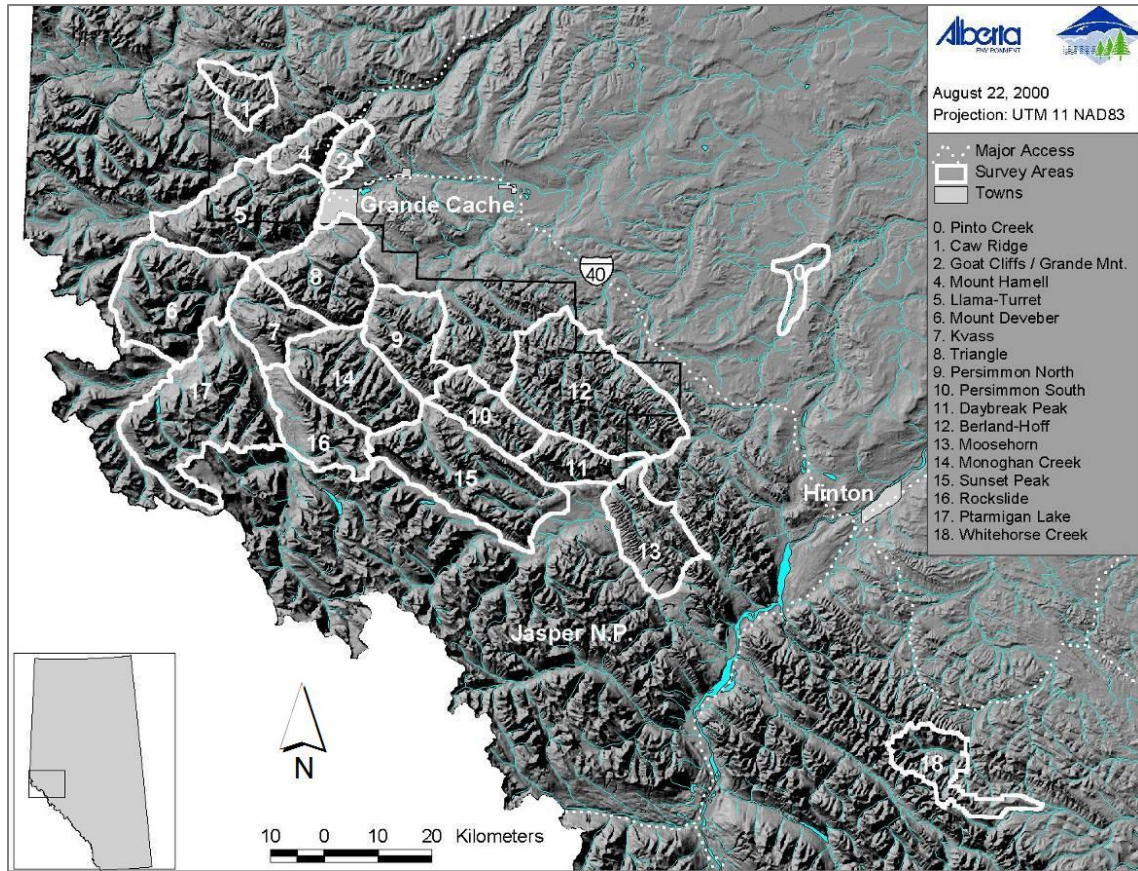 Alberta
ENVIRONMENT
August 22, 2000
Projection: UTM 11 NAD83
Major Access
Survey Areas
Towns
0. Pinto Creek
1. Caw Ridge
2. Goat Cliffs / Grande Mnt.
4. Mount Hamell
5. Llama-Turret
6. Mount Deveber
7. Kvass
8. Triangle
9. Persimmon North
10. Persimmon South
11. Daybreak Peak
12. Berland-Hoff
13. Moosehorn
14. Monoghan Creek
15. Sunset Peak
16. Rockslide
17. Ptarmigan Lake
18. Whitehorse Creek
1
4
2
Grande Cache
5
40
0
8
6
7
9
14
17
12
10
16
15
11
Hinton
13
Jasper N.P.
18
N
10 0 10 20 Kilometers